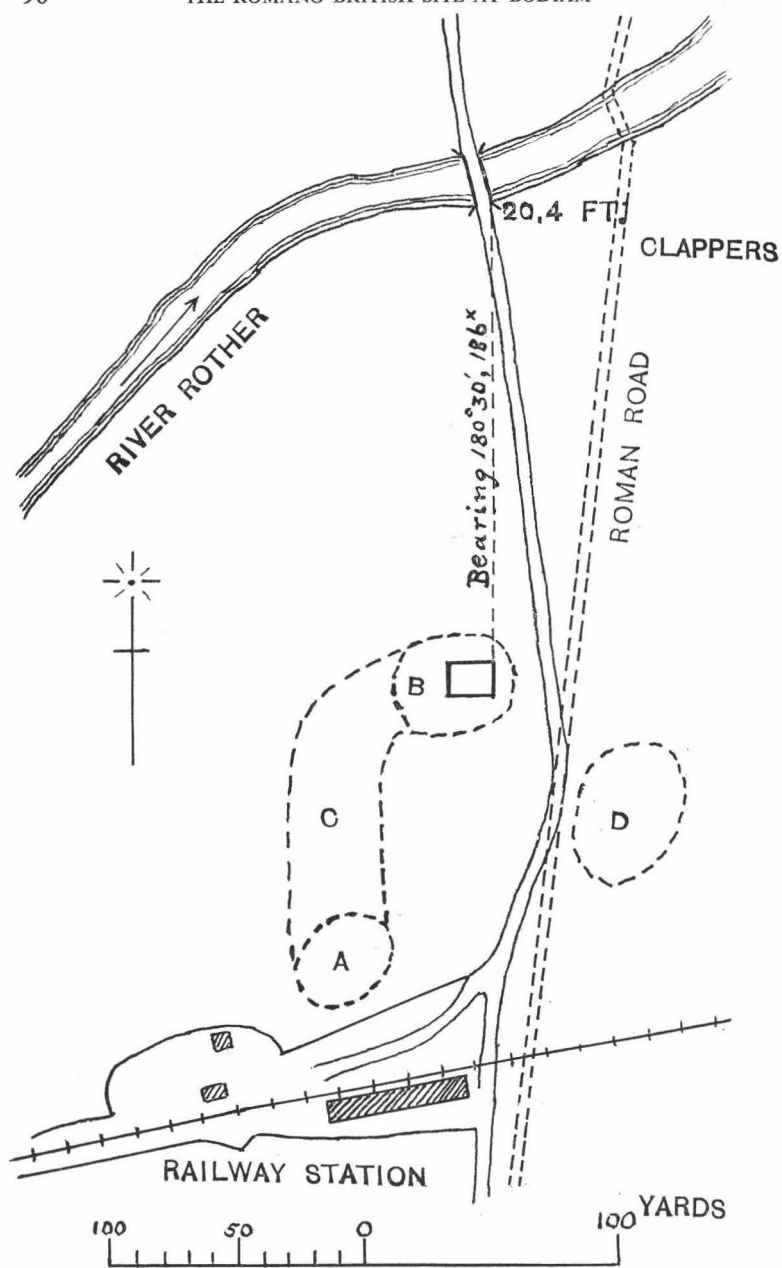 THE ROMANO-BRITISH SITE AT BODIAM
20,4 FT.
CLAPPERS
RIVER ROTHER
Bearing 180°30', 186ˣ
ROMAN ROAD
B
C
D
A
RAILWAY STATION
100 50 0 100 YARDS